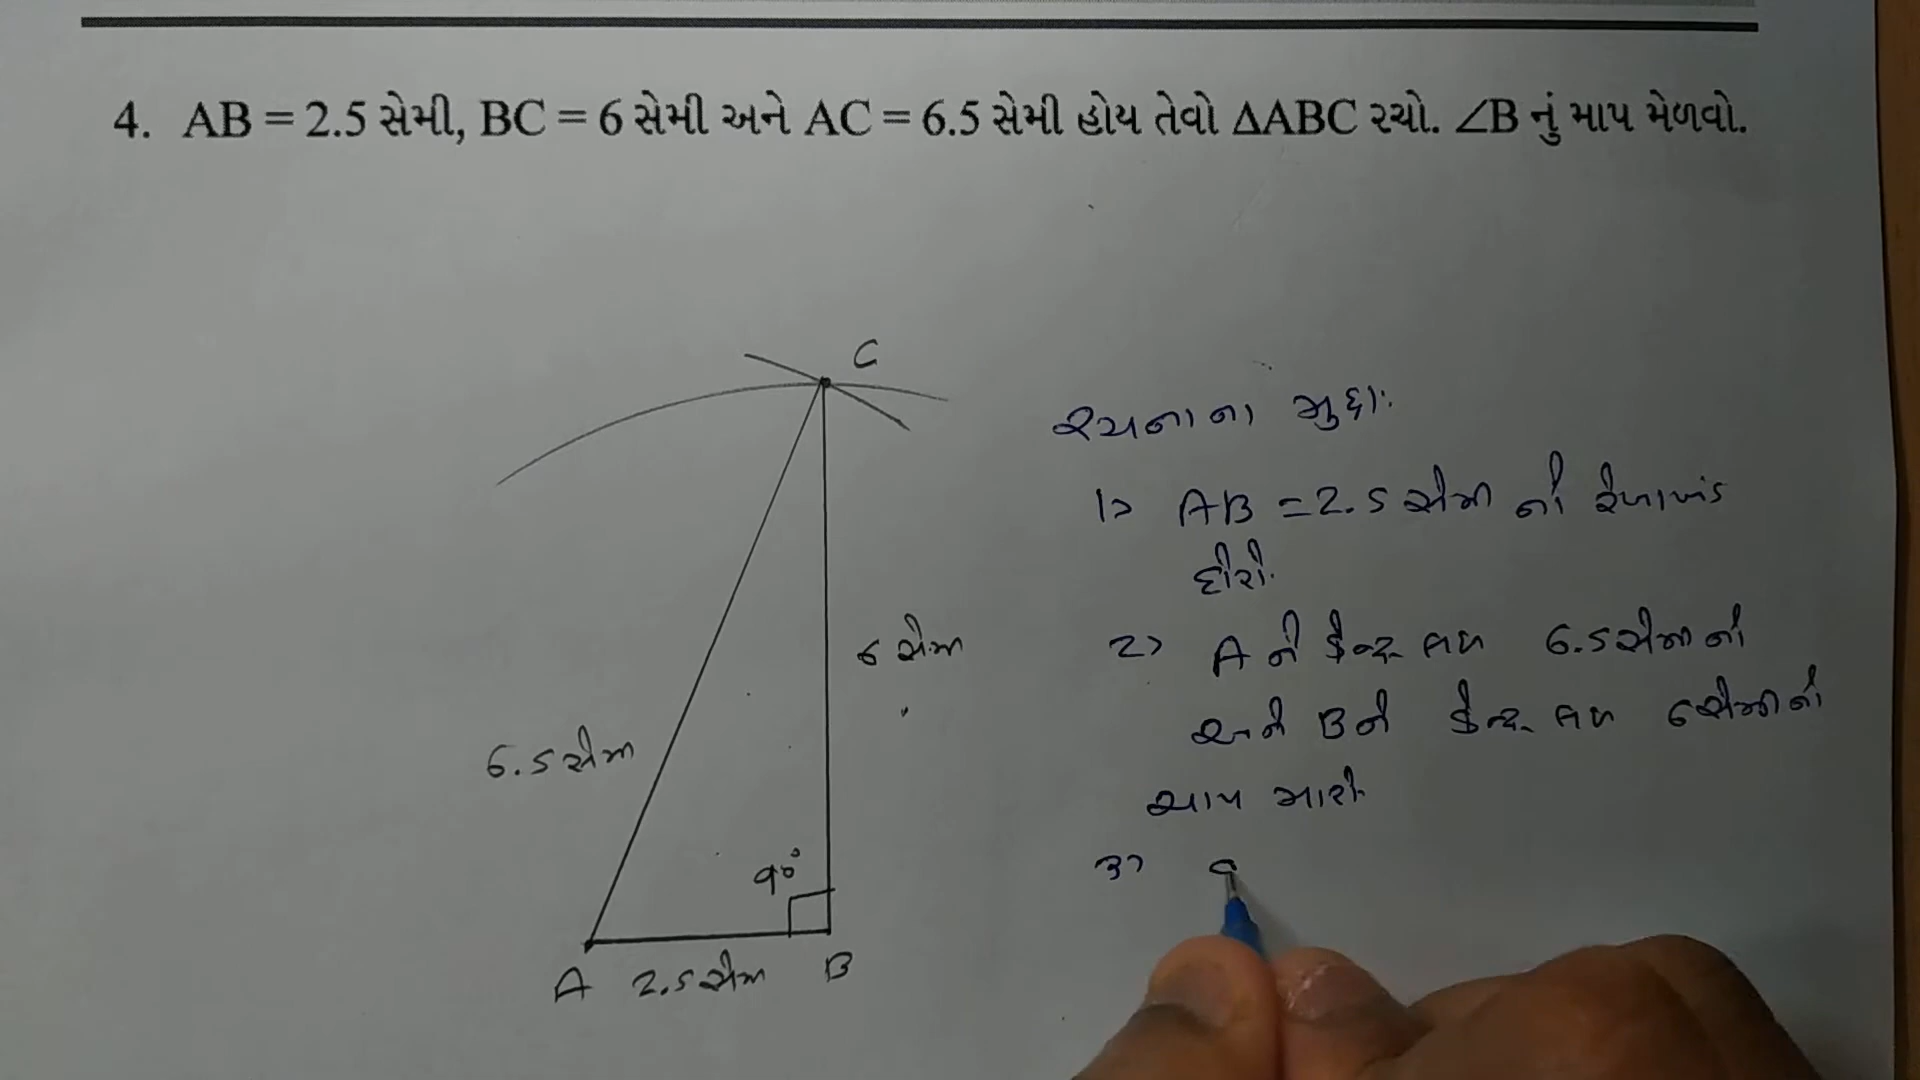 4. AB = 2.5 સેમી, BC = 6 સેમી અને AC = 6.5 સેમી હોય તેવો ΔABC રચો. ∠B નું માપ મેળવો.
C
રચનાના મુદ્દા:
1> AB = 2.5 સેમી નો રેખાખંડ
દોરો.
2> A ને કેન્દ્ર લઇ 6.5 સેમી નો
અને B ને કેન્દ્ર લઇ 6 સેમી નો
ચાપ મારો.
6 સેમી
6.5 સેમી
90°
A 2.5 સેમી B
3>